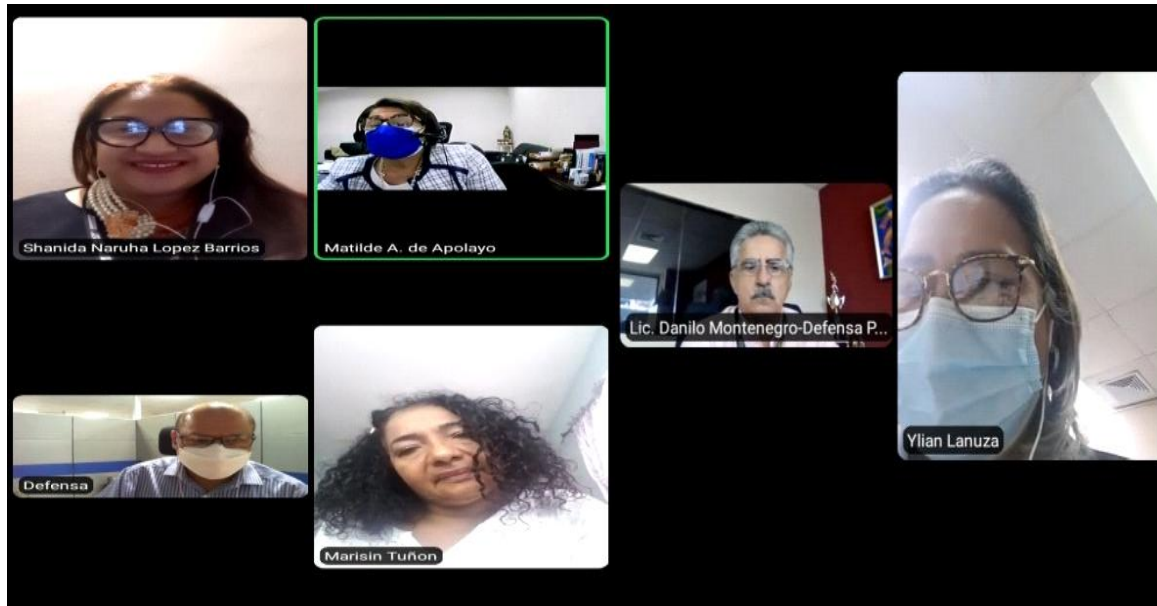 Shanida Naruha Lopez Barrios
Matilde A. de Apolayo
Lic. Danilo Montenegro-Defensa P...
Ylian Lanuza
Defensa
Marisin Tuñon